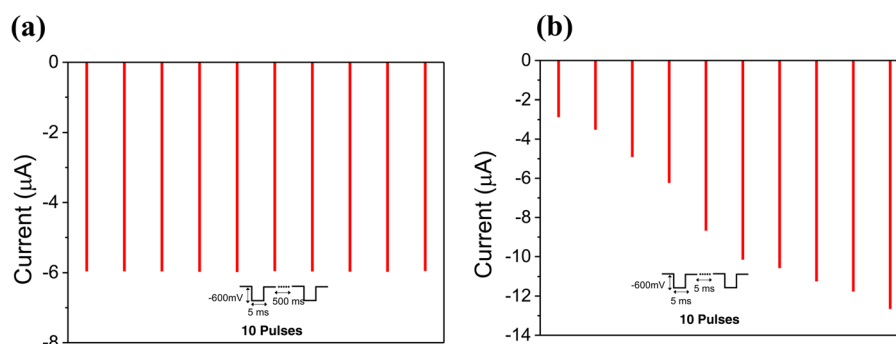 (a)
0
-2
-4
-6
-8
Current (μA)
-600mV
5 ms
500 ms
10 Pulses
(b)
0
-2
-4
-6
-8
-10
-12
-14
Current (μA)
-600mV
5 ms
5 ms
10 Pulses